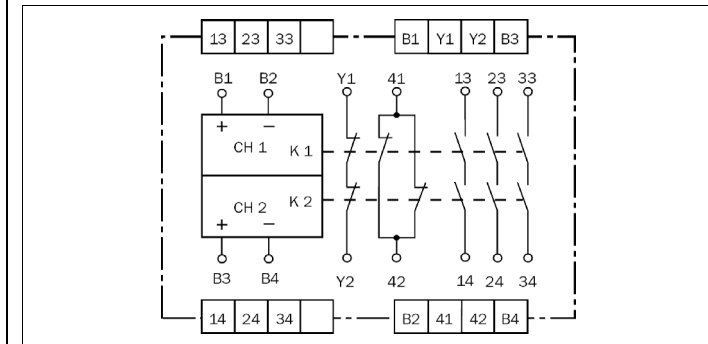 13 23 33 B1 Y1 Y2 B3
B1 B2 Y1 41 13 23 33
+ −
CH 1 K 1
CH 2 K 2
+ −
B3 B4 Y2 42 14 24 34
14 24 34 B2 41 42 B4